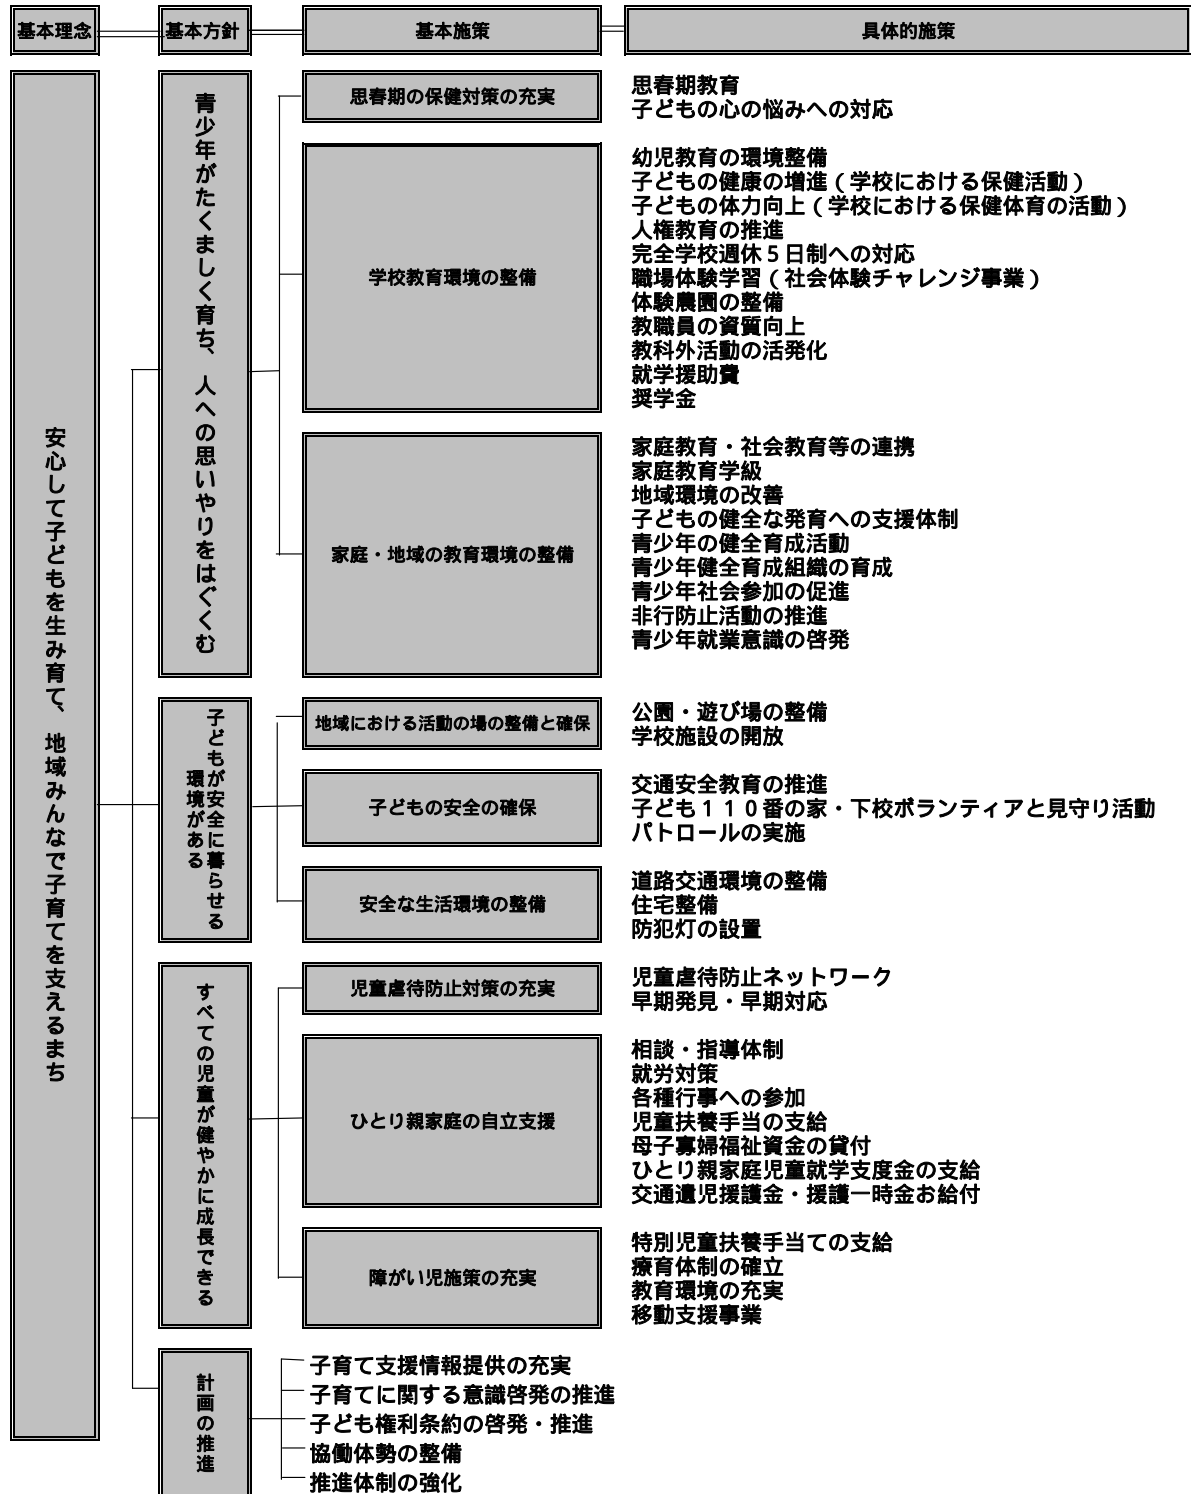 基本理念
基本方針
基本施策
具体的施策
安心して子どもを生み育て、地域みんなで子育てを支えるまち
青少年がたくましく育ち、人への思いやりをはぐくむ
思春期の保健対策の充実
思春期教育
子どもの心の悩みへの対応
学校教育環境の整備
幼児教育の環境整備
子どもの健康の増進（学校における保健活動）
子どもの体力向上（学校における保健体育の活動）
人権教育の推進
完全学校週休５日制への対応
職場体験学習（社会体験チャレンジ事業）
体験農園の整備
教職員の資質向上
教科外活動の活発化
就学援助費
奨学金
家庭・地域の教育環境の整備
家庭教育・社会教育等の連携
家庭教育学級
地域環境の改善
子どもの健全な発育への支援体制
青少年の健全育成活動
青少年健全育成組織の育成
青少年社会参加の促進
非行防止活動の推進
青少年就業意識の啓発
子どもが安全に暮らせる
環境がある
地域における活動の場の整備と確保
公園・遊び場の整備
学校施設の開放
子どもの安全の確保
交通安全教育の推進
子ども１１０番の家・下校ボランティアと見守り活動
パトロールの実施
安全な生活環境の整備
道路交通環境の整備
住宅整備
防犯灯の設置
すべての児童が健やかに成長できる
児童虐待防止対策の充実
児童虐待防止ネットワーク
早期発見・早期対応
ひとり親家庭の自立支援
相談・指導体制
就労対策
各種行事への参加
児童扶養手当の支給
母子寡婦福祉資金の貸付
ひとり親家庭児童就学支度金の支給
交通遺児援護金・援護一時金お給付
障がい児施策の充実
特別児童扶養手当ての支給
療育体制の確立
教育環境の充実
移動支援事業
計画の推進
子育て支援情報提供の充実
子育てに関する意識啓発の推進
子ども権利条約の啓発・推進
協働体勢の整備
推進体制の強化